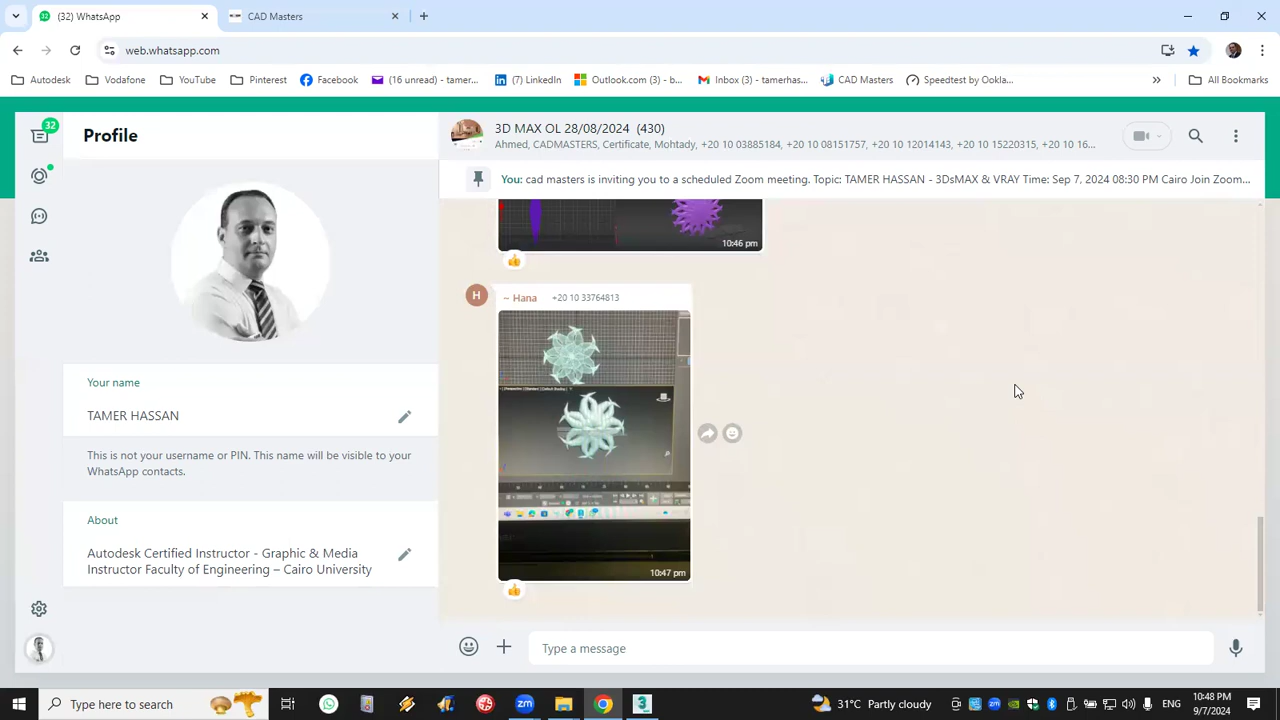 (32) WhatsApp
CAD Masters
web.whatsapp.com
Autodesk
Vodafone
YouTube
Pinterest
Facebook
(16 unread) - tamer...
(7) LinkedIn
Outlook.com (3) - b...
Inbox (3) - tamerhas...
CAD Masters
Speedtest by Ookla...
All Bookmarks
32
Profile
3D MAX OL 28/08/2024 (430)
Ahmed, CADMASTERS, Certificate, Mohtady, +20 10 03885184, +20 10 08151757, +20 10 12014143, +20 10 15220315, +20 10 16...
You: cad masters is inviting you to a scheduled Zoom meeting. Topic: TAMER HASSAN - 3DsMAX & VRAY Time: Sep 7, 2024 08:30 PM Cairo Join Zoom...
10:46 pm
H
~ Hana +20 10 33764813
10:47 pm
Your name
TAMER HASSAN
This is not your username or PIN. This name will be visible to your
WhatsApp contacts.
About
Autodesk Certified Instructor - Graphic & Media
Instructor Faculty of Engineering – Cairo University
Type a message
Type here to search
zm
3
31°C Partly cloudy
zm
ENG
10:48 PM
9/7/2024